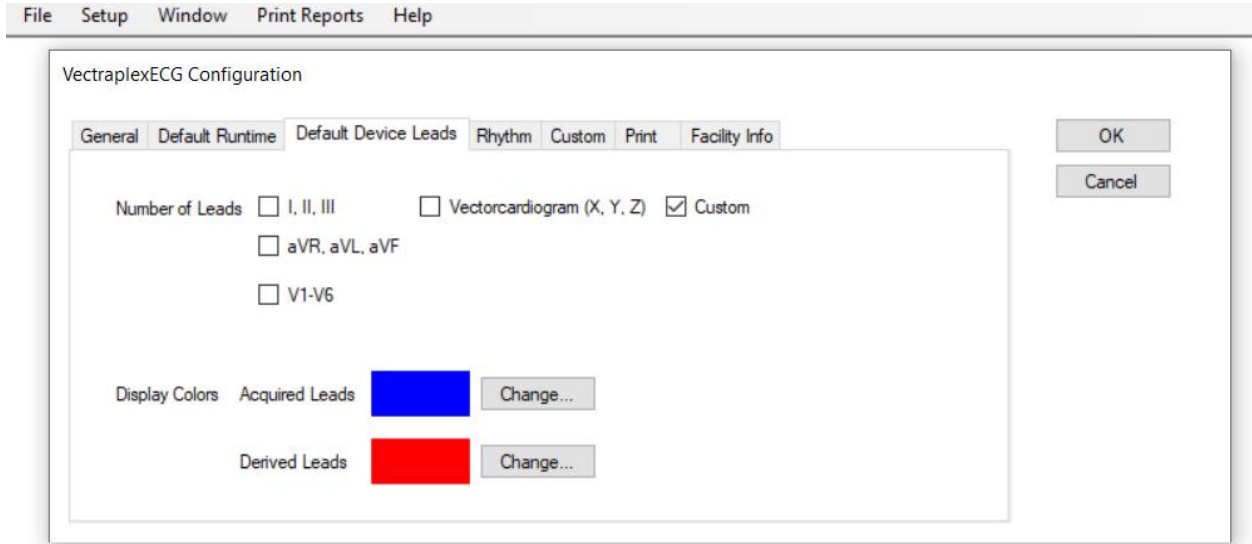 File Setup Window Print Reports Help
VectraplexECG Configuration
General Default Runtime Default Device Leads Rhythm Custom Print Facility Info
OK
Cancel
Number of Leads I, II, III Vectorcardiogram (X, Y, Z) Custom
aVR, aVL, aVF
V1-V6
Display Colors Acquired Leads Change...
Derived Leads Change...